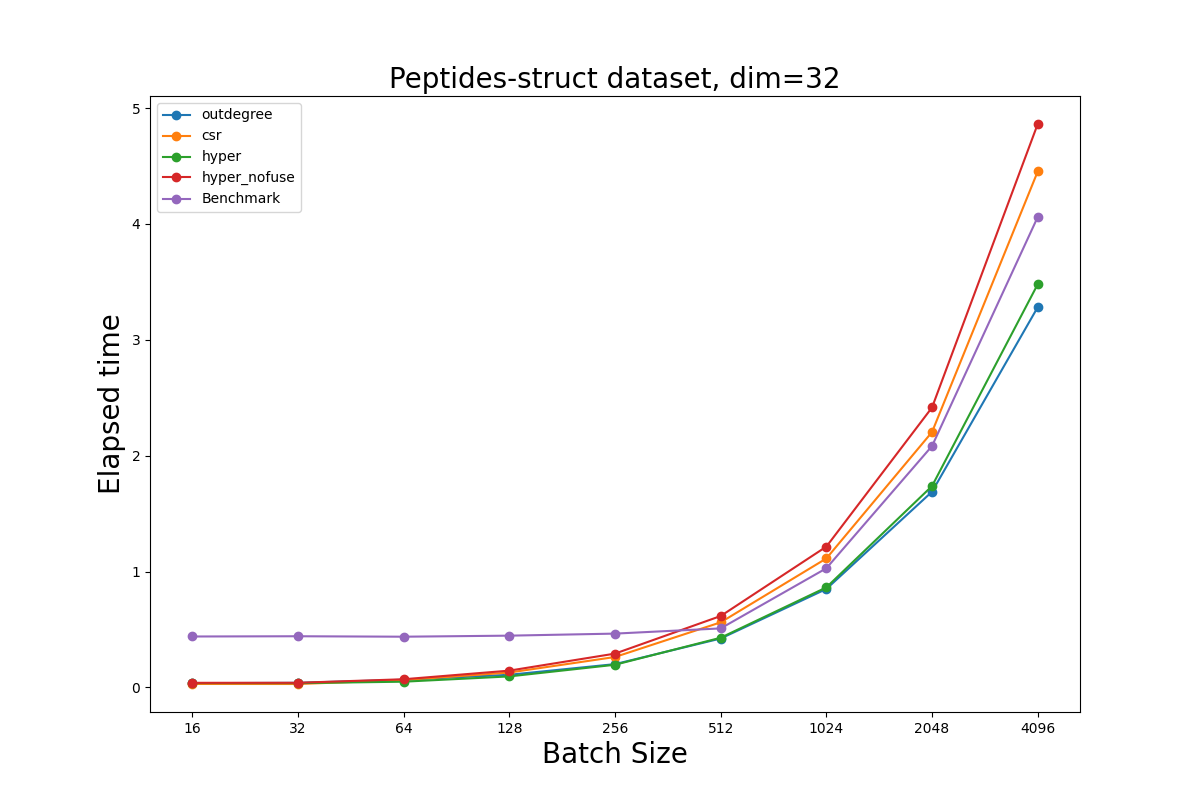 Peptides-struct dataset, dim=32
outdegree
csr
hyper
hyper_nofuse
Benchmark
Elapsed time
5
4
3
2
1
0
16 32 64 128 256 512 1024 2048 4096
Batch Size